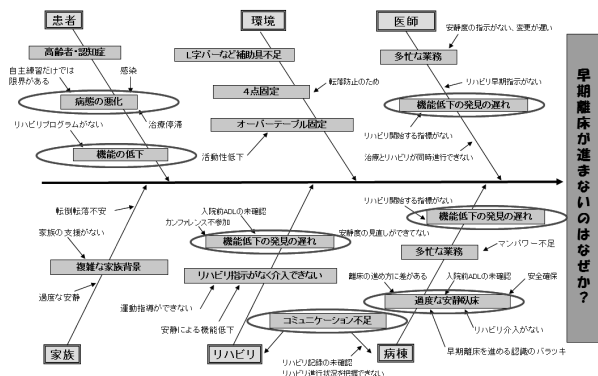 患者
環境
医師
高齢者・認知症
自主練習だけでは
限界がある
感染
病態の悪化
リハビリプログラムがない
治療停滞
機能の低下
L字バーなど補助具不足
4点固定
転落防止のため
オーバーテーブル固定
活動性低下
安静度の指示がない、変更が遅い
多忙な業務
リハビリ早期指示がない
機能低下の発見の遅れ
リハビリ開始する指標がない
治療とリハビリが同時進行できない
早期離床が進まないのはなぜか?
転倒転落不安
家族の支援がない
複雑な家族背景
過度な安静
家族
入院前ADLの未確認
カンファレンス不参加
機能低下の発見の遅れ
リハビリ指示がなく介入できない
運動指導ができない
安静による機能低下
リハビリ
コミュニケーション不足
リハビリ記録の未確認
リハビリ進行状況を把握できない
リハビリ開始する指標がない
機能低下の発見の遅れ
安静度の見直しができてない
多忙な業務
マンパワー不足
離床の進め方に差がある
入院前ADLの未確認
安全確保
過度な安静臥床
リハビリ介入がない
早期離床を進める認識のバラツキ
病棟